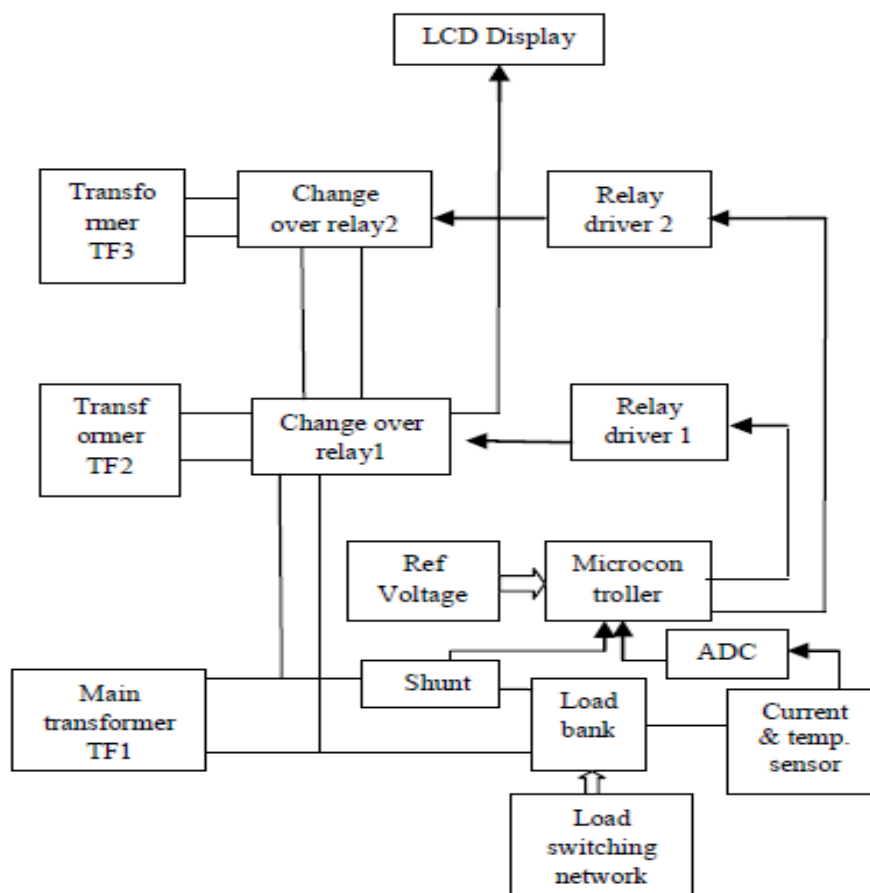 LCD Display
Transfo
rmer
TF3
Change
over relay2
Relay
driver 2
Transf
ormer
TF2
Change over
relay1
Relay
driver 1
Ref
Voltage
Microcon
troller
ADC
Main
transformer
TF1
Shunt
Load
bank
Current
& temp.
sensor
Load
switching
network